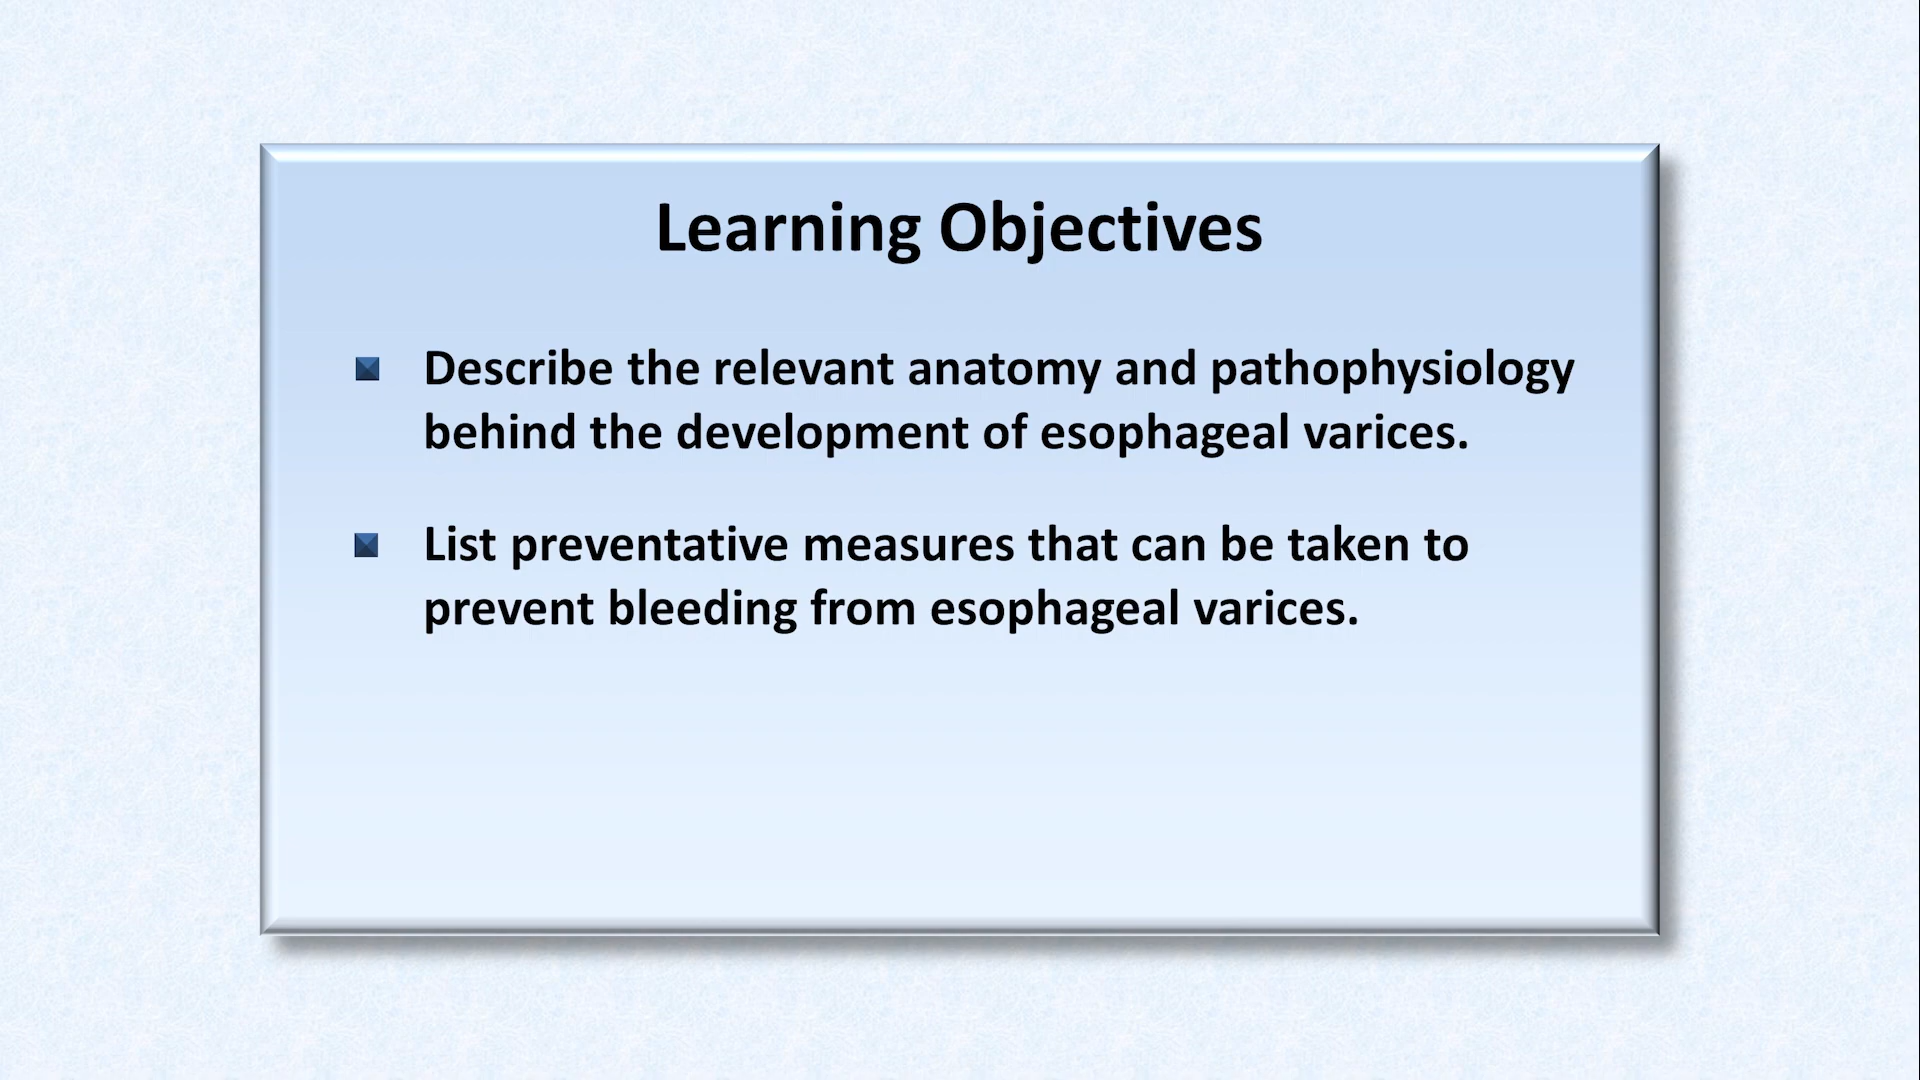 Learning Objectives
Describe the relevant anatomy and pathophysiology
behind the development of esophageal varices.
List preventative measures that can be taken to
prevent bleeding from esophageal varices.